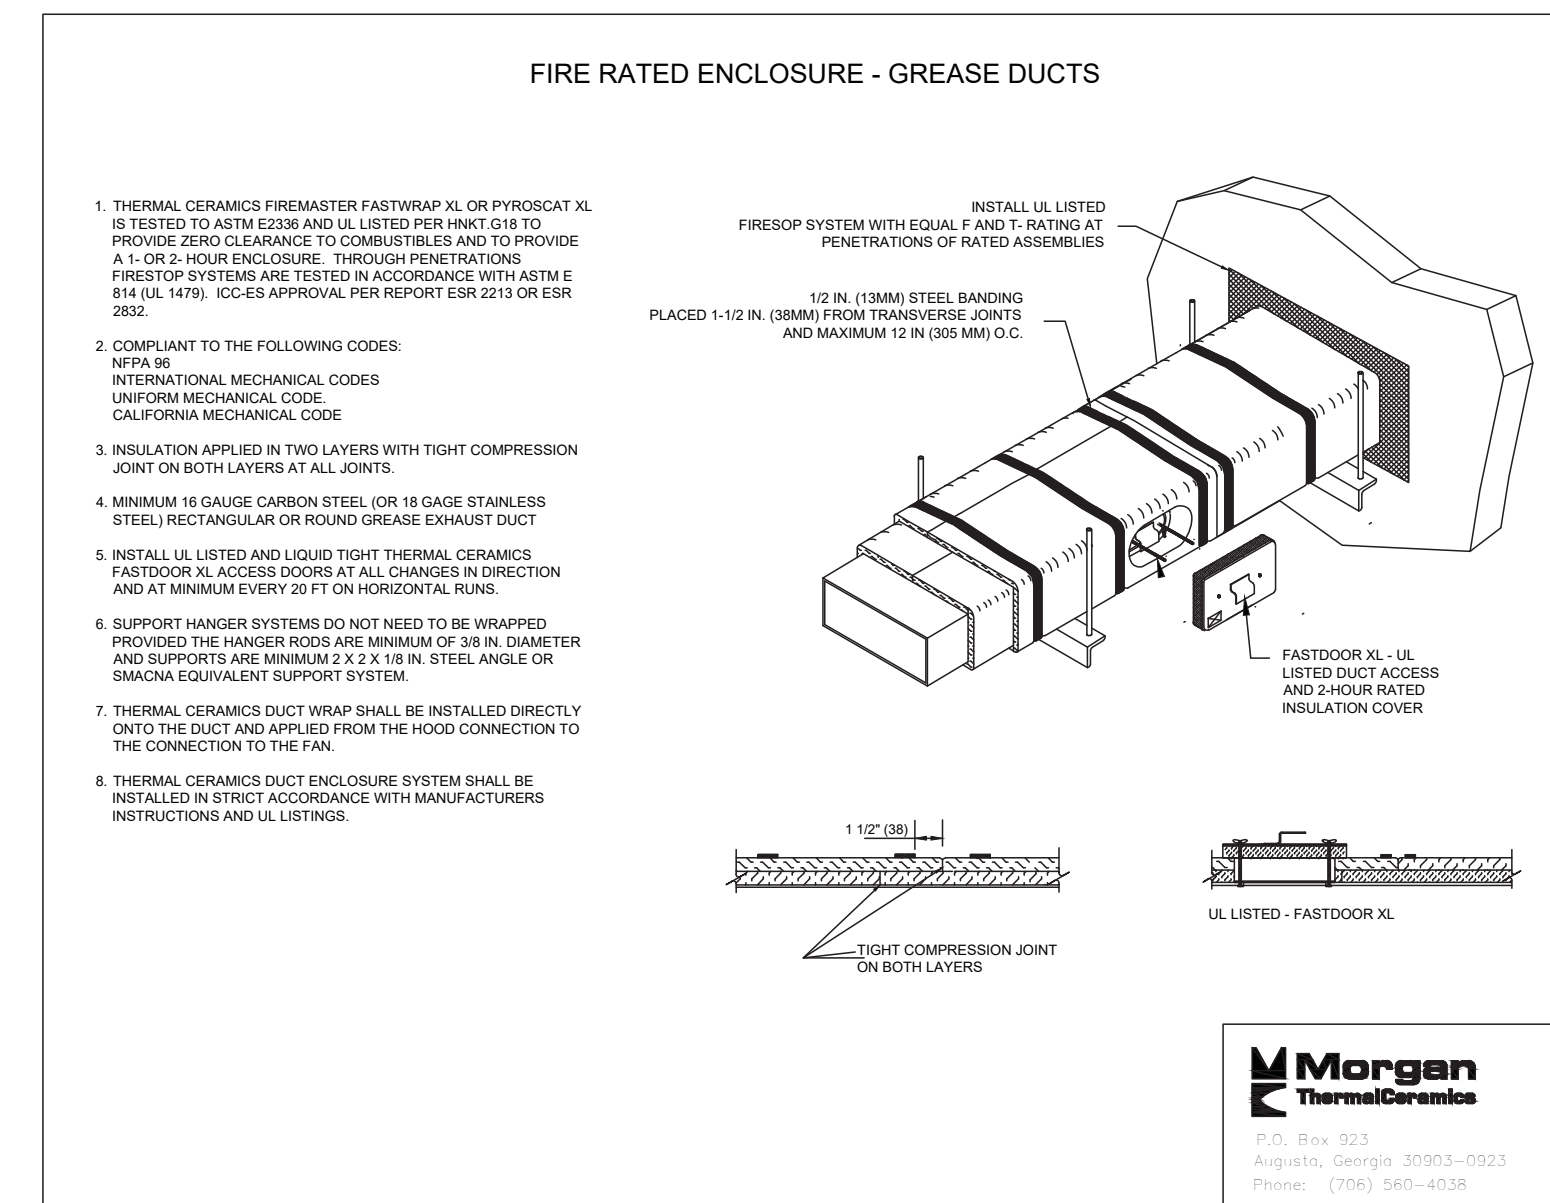 FIRE RATED ENCLOSURE - GREASE DUCTS
1. THERMAL CERAMICS FIREMASTER FASTWRAP XL OR PYROSCAT XL
IS TESTED TO ASTM E2336 AND UL LISTED PER HNKT.G18 TO
PROVIDE ZERO CLEARANCE TO COMBUSTIBLES AND TO PROVIDE
A 1- OR 2- HOUR ENCLOSURE. THROUGH PENETRATIONS
FIRESTOP SYSTEMS ARE TESTED IN ACCORDANCE WITH ASTM E
814 (UL 1479). ICC-ES APPROVAL PER REPORT ESR 2213 OR ESR
2832.
2. COMPLIANT TO THE FOLLOWING CODES:
NFPA 96
INTERNATIONAL MECHANICAL CODES
UNIFORM MECHANICAL CODE.
CALIFORNIA MECHANICAL CODE
3. INSULATION APPLIED IN TWO LAYERS WITH TIGHT COMPRESSION
JOINT ON BOTH LAYERS AT ALL JOINTS.
4. MINIMUM 16 GAUGE CARBON STEEL (OR 18 GAGE STAINLESS
STEEL) RECTANGULAR OR ROUND GREASE EXHAUST DUCT
5. INSTALL UL LISTED AND LIQUID TIGHT THERMAL CERAMICS
FASTDOOR XL ACCESS DOORS AT ALL CHANGES IN DIRECTION
AND AT MINIMUM EVERY 20 FT ON HORIZONTAL RUNS.
6. SUPPORT HANGER SYSTEMS DO NOT NEED TO BE WRAPPED
PROVIDED THE HANGER RODS ARE MINIMUM OF 3/8 IN. DIAMETER
AND SUPPORTS ARE MINIMUM 2 X 2 X 1/8 IN. STEEL ANGLE OR
SMACNA EQUIVALENT SUPPORT SYSTEM.
7. THERMAL CERAMICS DUCT WRAP SHALL BE INSTALLED DIRECTLY
ONTO THE DUCT AND APPLIED FROM THE HOOD CONNECTION TO
THE CONNECTION TO THE FAN.
8. THERMAL CERAMICS DUCT ENCLOSURE SYSTEM SHALL BE
INSTALLED IN STRICT ACCORDANCE WITH MANUFACTURERS
INSTRUCTIONS AND UL LISTINGS.
INSTALL UL LISTED
FIRESOP SYSTEM WITH EQUAL F AND T- RATING AT
PENETRATIONS OF RATED ASSEMBLIES
1/2 IN. (13MM) STEEL BANDING
PLACED 1-1/2 IN. (38MM) FROM TRANSVERSE JOINTS
AND MAXIMUM 12 IN (305 MM) O.C.
FASTDOOR XL - UL
LISTED DUCT ACCESS
AND 2-HOUR RATED
INSULATION COVER
1 1/2" (38)
TIGHT COMPRESSION JOINT
ON BOTH LAYERS
UL LISTED - FASTDOOR XL
Morgan
ThermalCeramics
P.O. Box 923
Augusta, Georgia 30903-0923
Phone: (706) 560-4038